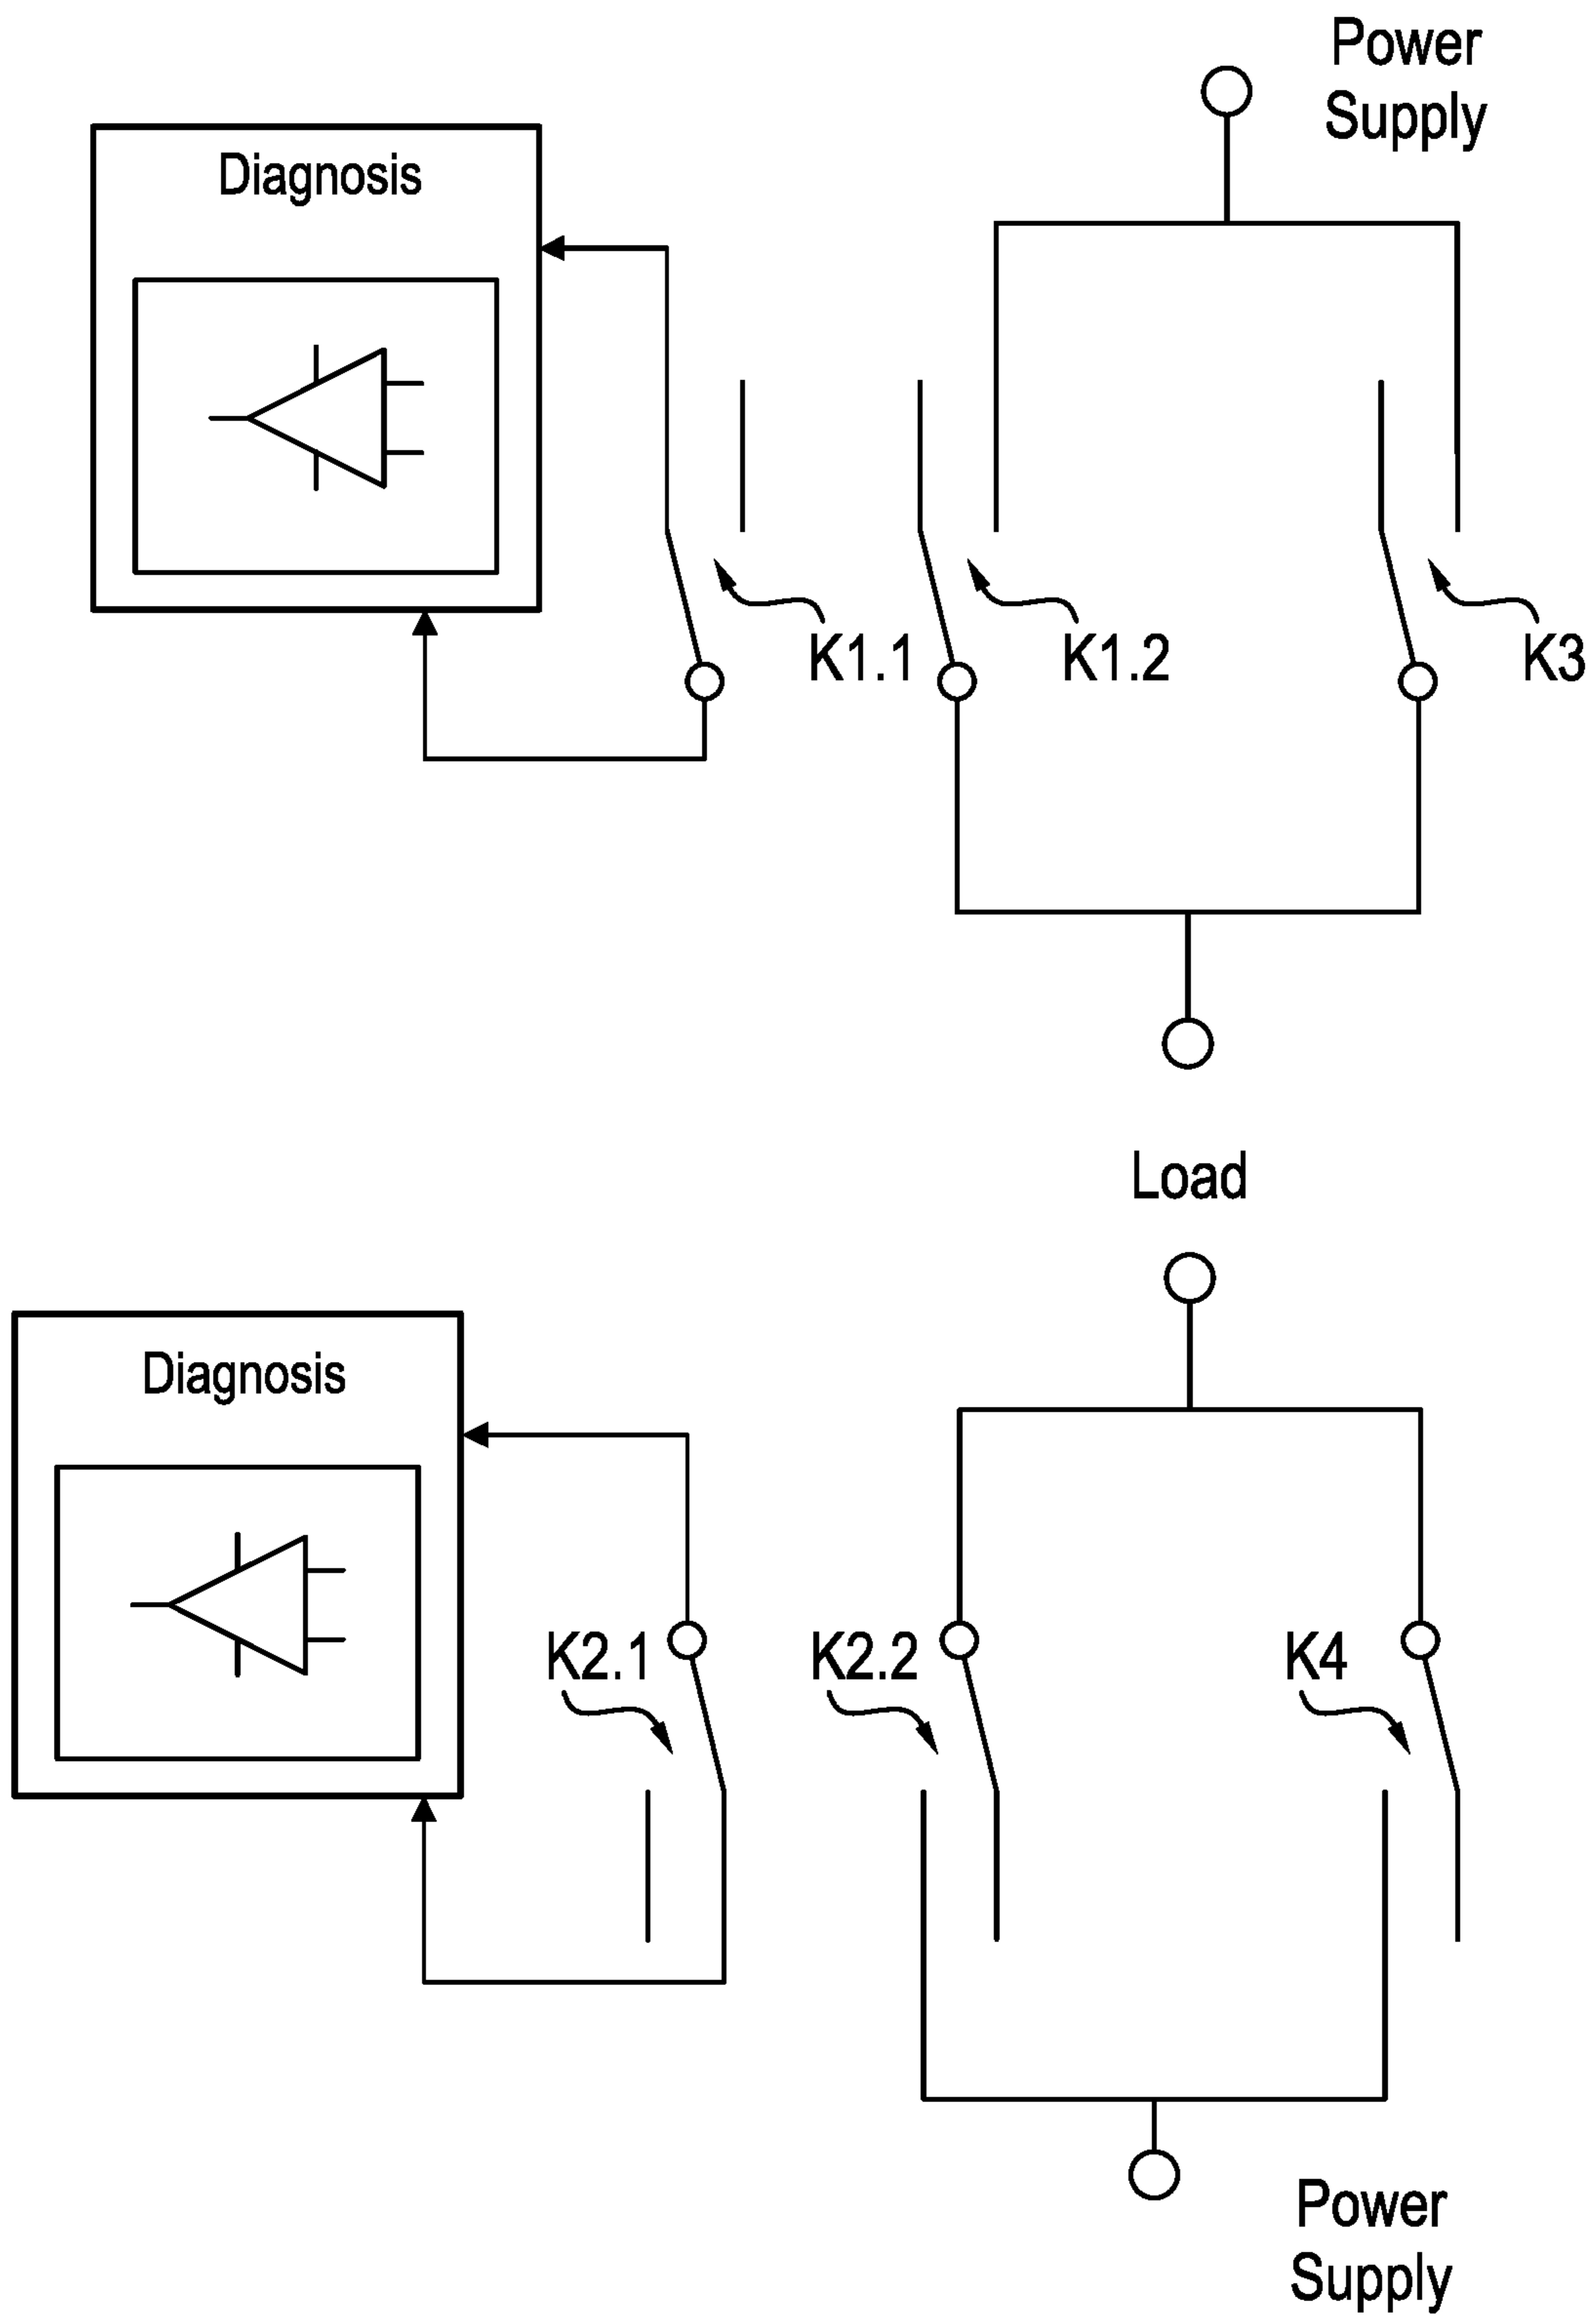 Power
Supply
Diagnosis
K1.1
K1.2
K3
Load
Diagnosis
K2.1
K2.2
K4
Power
Supply